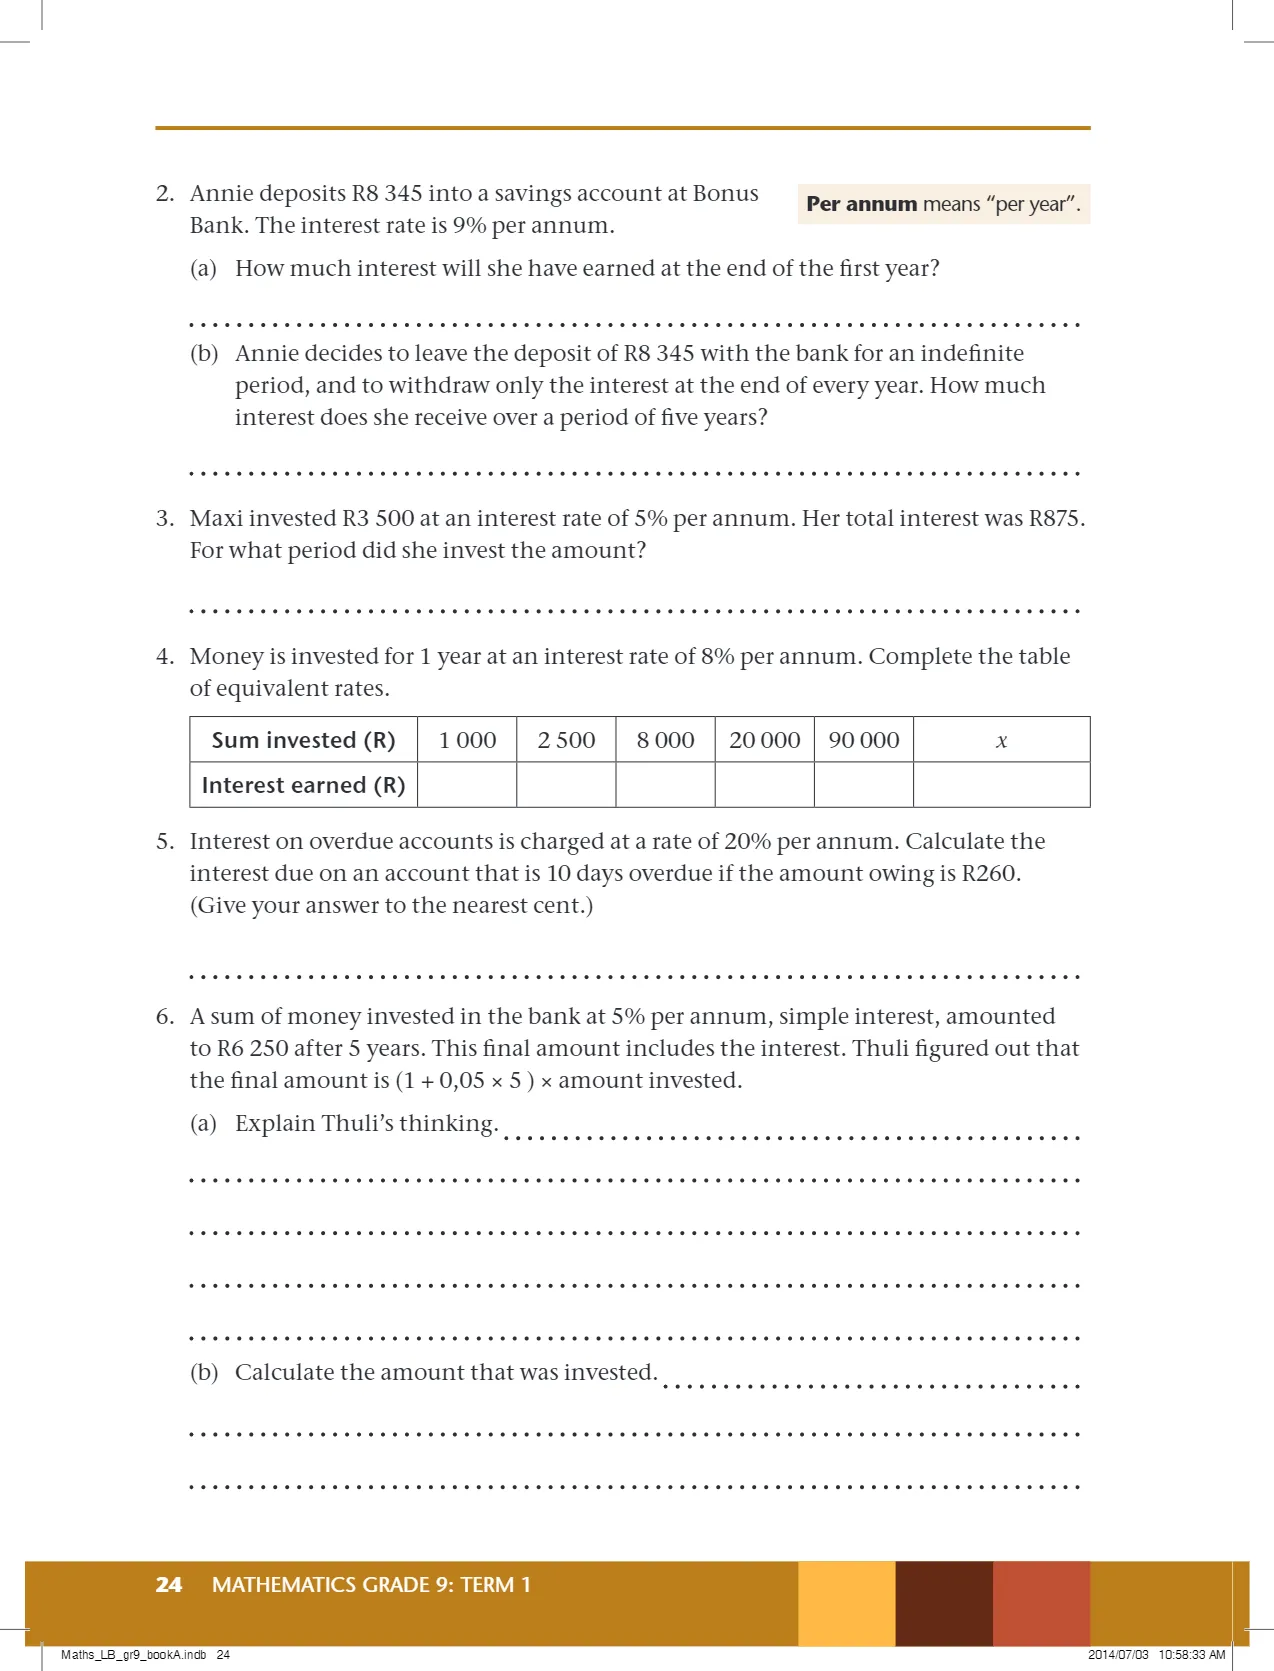 2. Annie deposits R8 345 into a savings account at Bonus
Bank. The interest rate is 9% per annum.
Per annum means “per year”.
(a) How much interest will she have earned at the end of the first year?
(b) Annie decides to leave the deposit of R8 345 with the bank for an indefinite
period, and to withdraw only the interest at the end of every year. How much
interest does she receive over a period of five years?
3. Maxi invested R3 500 at an interest rate of 5% per annum. Her total interest was R875.
For what period did she invest the amount?
4. Money is invested for 1 year at an interest rate of 8% per annum. Complete the table
of equivalent rates.
Sum invested (R) 1 000 2 500 8 000 20 000 90 000 x
Interest earned (R)
5. Interest on overdue accounts is charged at a rate of 20% per annum. Calculate the
interest due on an account that is 10 days overdue if the amount owing is R260.
(Give your answer to the nearest cent.)
6. A sum of money invested in the bank at 5% per annum, simple interest, amounted
to R6 250 after 5 years. This final amount includes the interest. Thuli figured out that
the final amount is (1 + 0,05 × 5 ) × amount invested.
(a) Explain Thuli’s thinking.
(b) Calculate the amount that was invested.
24 MATHEMATICS GRADE 9: TERM 1
Maths_LB_gr9_bookA.indb 24 2014/07/03 10:58:33 AM